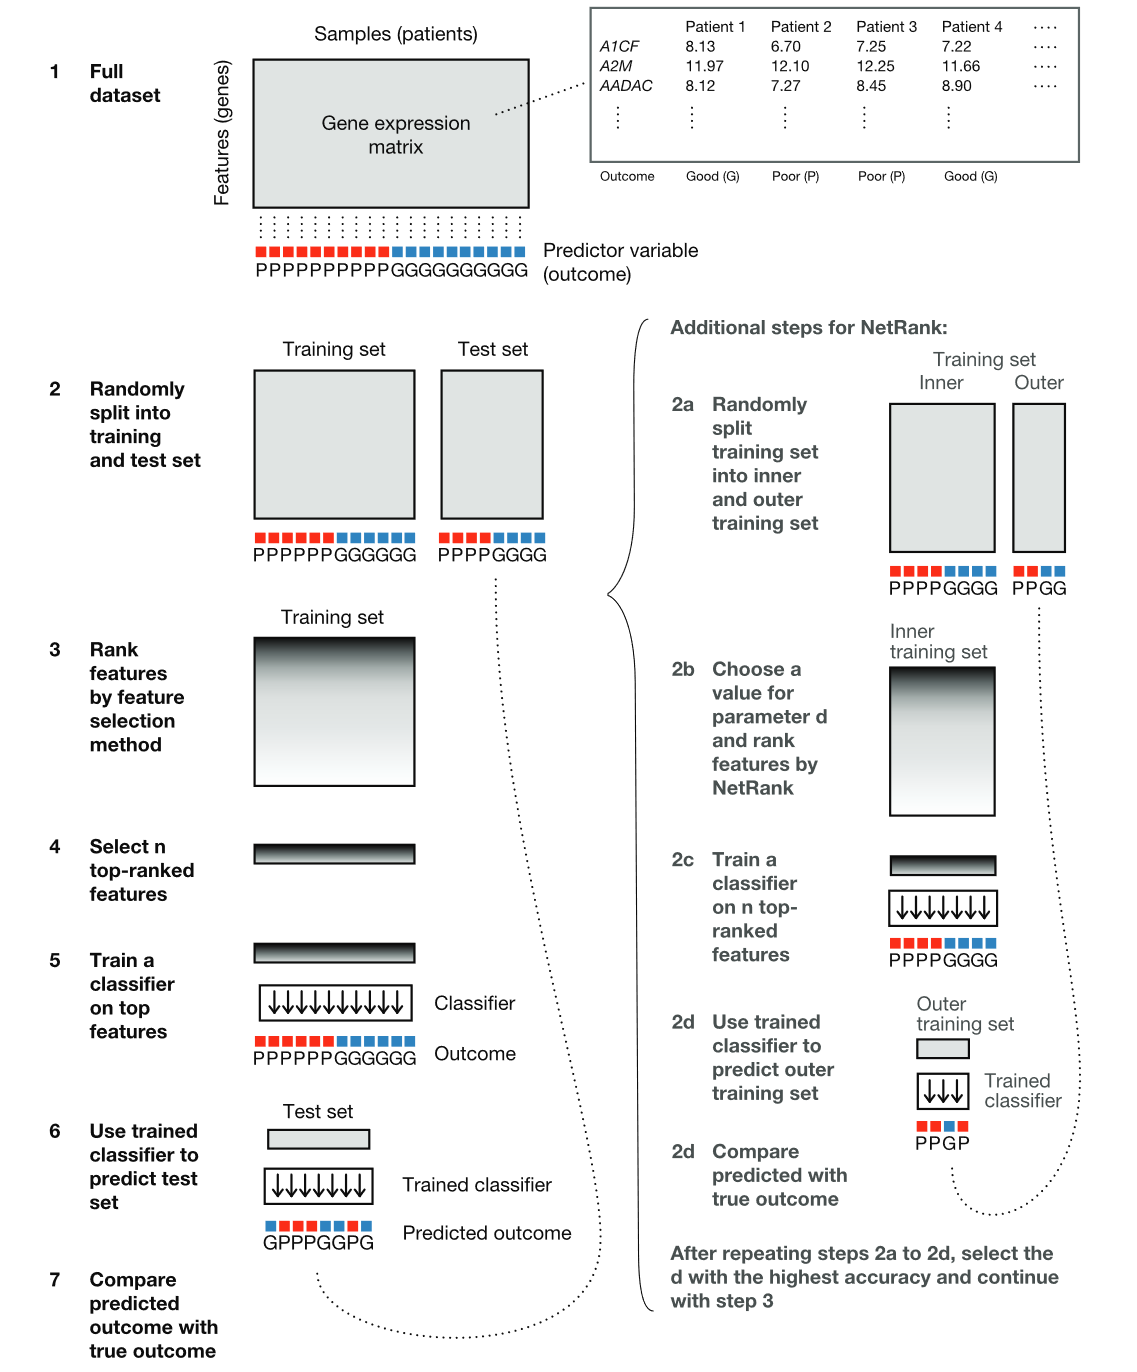 Samples (patients)
1 Full
dataset
Features (genes)
Gene expression
matrix
Patient 1 Patient 2 Patient 3 Patient 4 ····
A1CF 8.13 6.70 7.25 7.22 ····
A2M 11.97 12.10 12.25 11.66 ····
AADAC 8.12 7.27 8.45 8.90 ····
Outcome Good (G) Poor (P) Poor (P) Good (G)
Predictor variable
(outcome)
PPPPPPPPPPGGGGGGGGGG
Training set Test set
2 Randomly
split into
training
and test set
PPPPPPGGGGGG PPPPGGGG
Training set
3 Rank
features
by feature
selection
method
4 Select n
top-ranked
features
5 Train a
classifier
on top
features
Classifier
PPPPPPGGGGGG Outcome
Test set
6 Use trained
classifier to
predict test
set
Trained classifier
Predicted outcome
GPPPGGPG
7 Compare
predicted
outcome with
true outcome
Additional steps for NetRank:
Training set
Inner Outer
2a Randomly
split
training set
into inner
and outer
training set
PPPPGGGG PPGG
Inner
training set
2b Choose a
value for
parameter d
and rank
features by
NetRank
2c Train a
classifier
on n top-
ranked
features
PPPPGGGG
Outer
training set
2d Use trained
classifier to
predict outer
training set
Trained
classifier
PPGP
2d Compare
predicted with
true outcome
After repeating steps 2a to 2d, select the
d with the highest accuracy and continue
with step 3